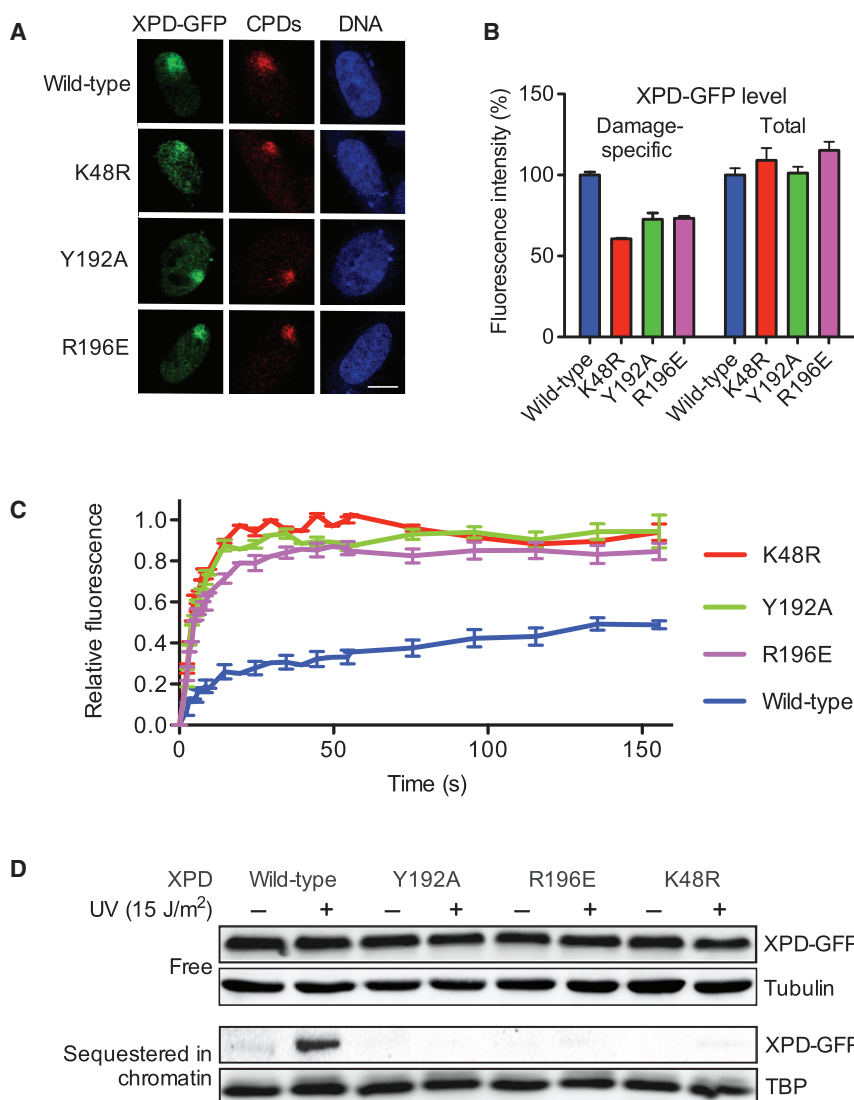 A
XPD-GFP CPDs DNA
Wild-type
K48R
Y192A
R196E
B
XPD-GFP level
Damage-specific
Total
Fluorescence intensity (%)
150
100
50
0
Wild-type K48R Y192A R196E Wild-type K48R Y192A R196E
C
Relative fluorescence
1.0
0.8
0.6
0.4
0.2
0.0
0 50 100 150
Time (s)
K48R
Y192A
R196E
Wild-type
D
XPD Wild-type Y192A R196E K48R
UV (15 J/m²) – + – + – + – +
Free
XPD-GFP
Tubulin
Sequestered in
chromatin
XPD-GFP
TBP